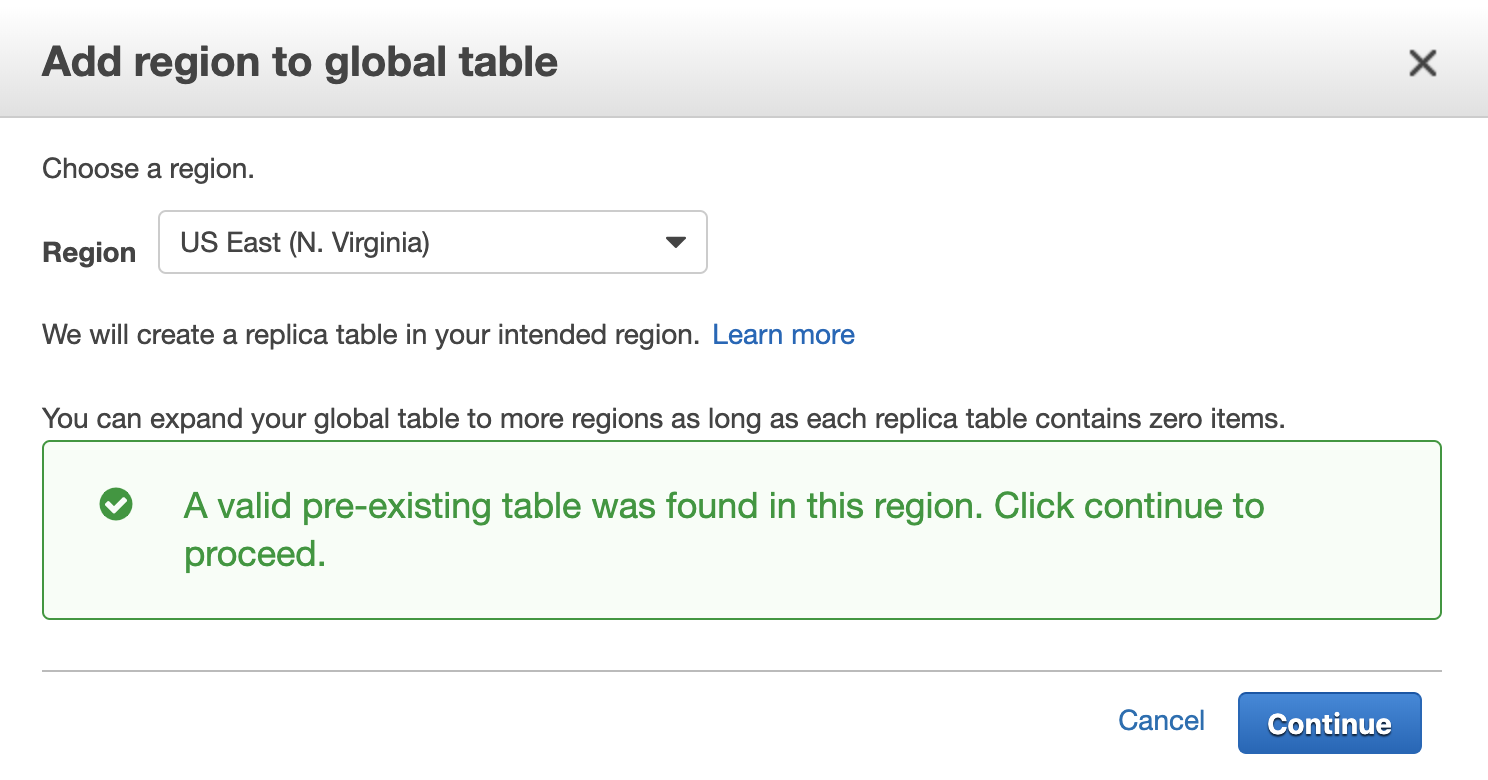 Add region to global table
Choose a region.
Region US East (N. Virginia)
We will create a replica table in your intended region. Learn more
You can expand your global table to more regions as long as each replica table contains zero items.
A valid pre-existing table was found in this region. Click continue to
proceed.
Cancel Continue